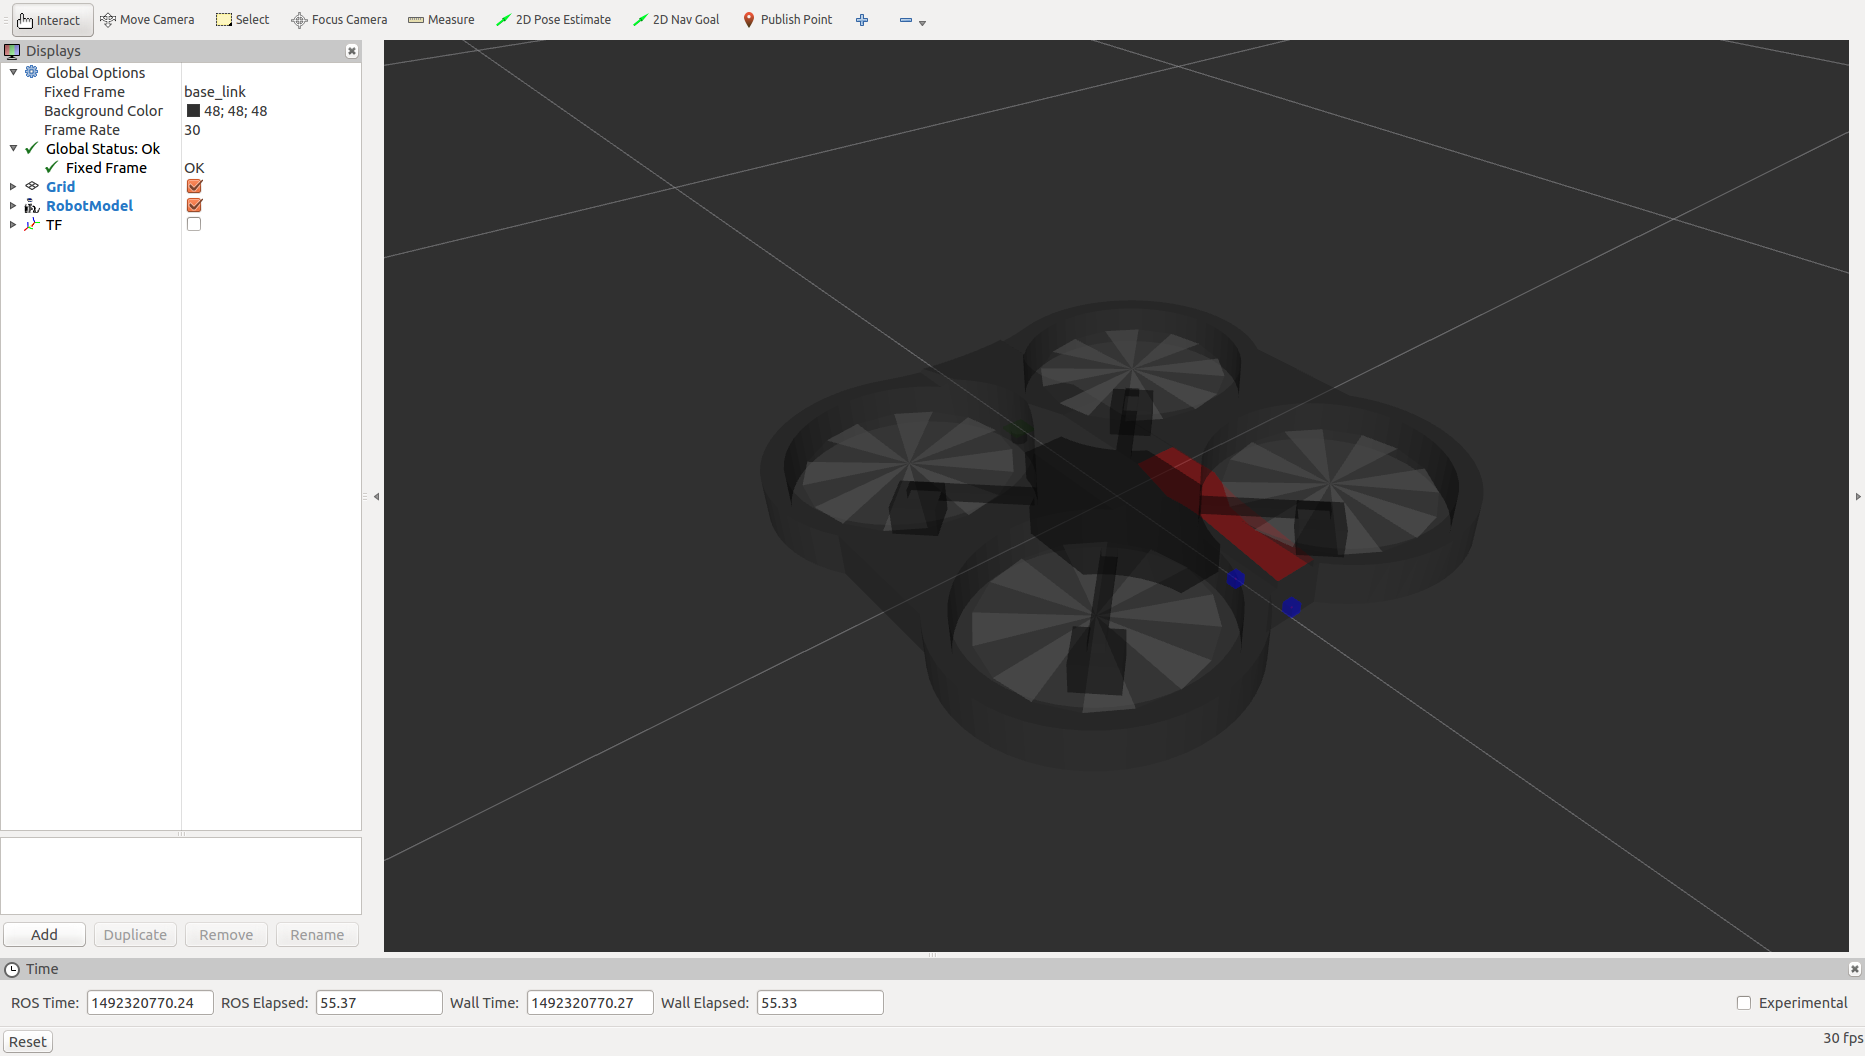 Interact Move Camera Select Focus Camera Measure 2D Pose Estimate 2D Nav Goal Publish Point
Displays
Global Options
Fixed Frame base_link
Background Color 48; 48; 48
Frame Rate 30
Global Status: Ok
Fixed Frame OK
Grid
RobotModel
TF
Add Duplicate Remove Rename
Time
ROS Time: 1492320770.24 ROS Elapsed: 55.37 Wall Time: 1492320770.27 Wall Elapsed: 55.33 Experimental
Reset 30 fps